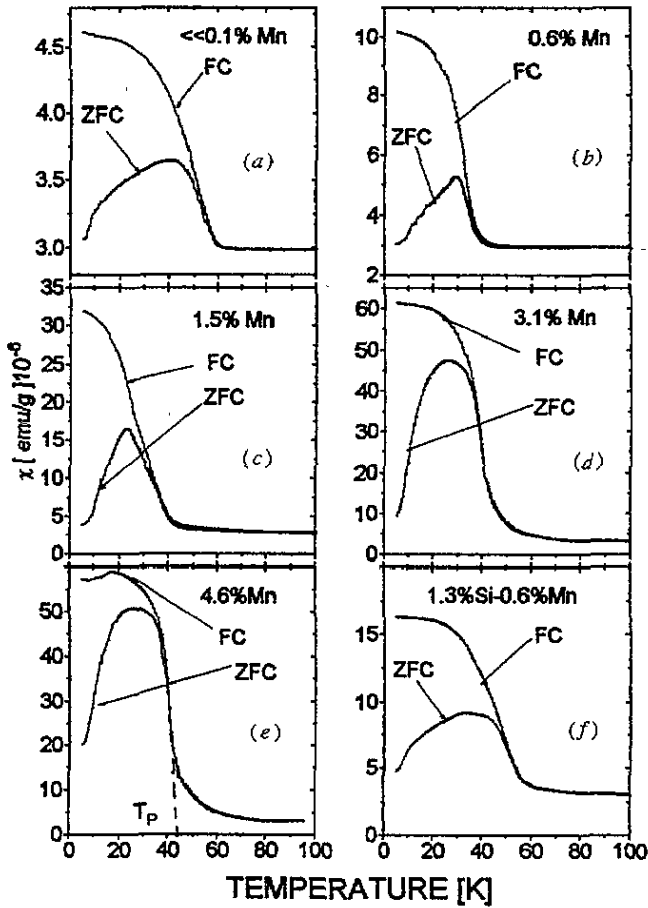 <<0.1% Mn
FC
ZFC
(a)
4.5
4.0
3.5
3.0
0.6% Mn
FC
ZFC
(b)
10
8
6
4
2
1.5% Mn
FC
ZFC
(c)
35
30
25
20
15
10
5
0
3.1% Mn
FC
ZFC
(d)
60
50
40
30
20
10
0
χ [ emu/g ]10⁻⁶
4.6%Mn
FC
ZFC
(e)
T_P
50
40
30
20
10
0
0 20 40 60 80 100
1.3%Si-0.6%Mn
FC
ZFC
(f)
15
10
5
0
0 20 40 60 80 100
TEMPERATURE [K]